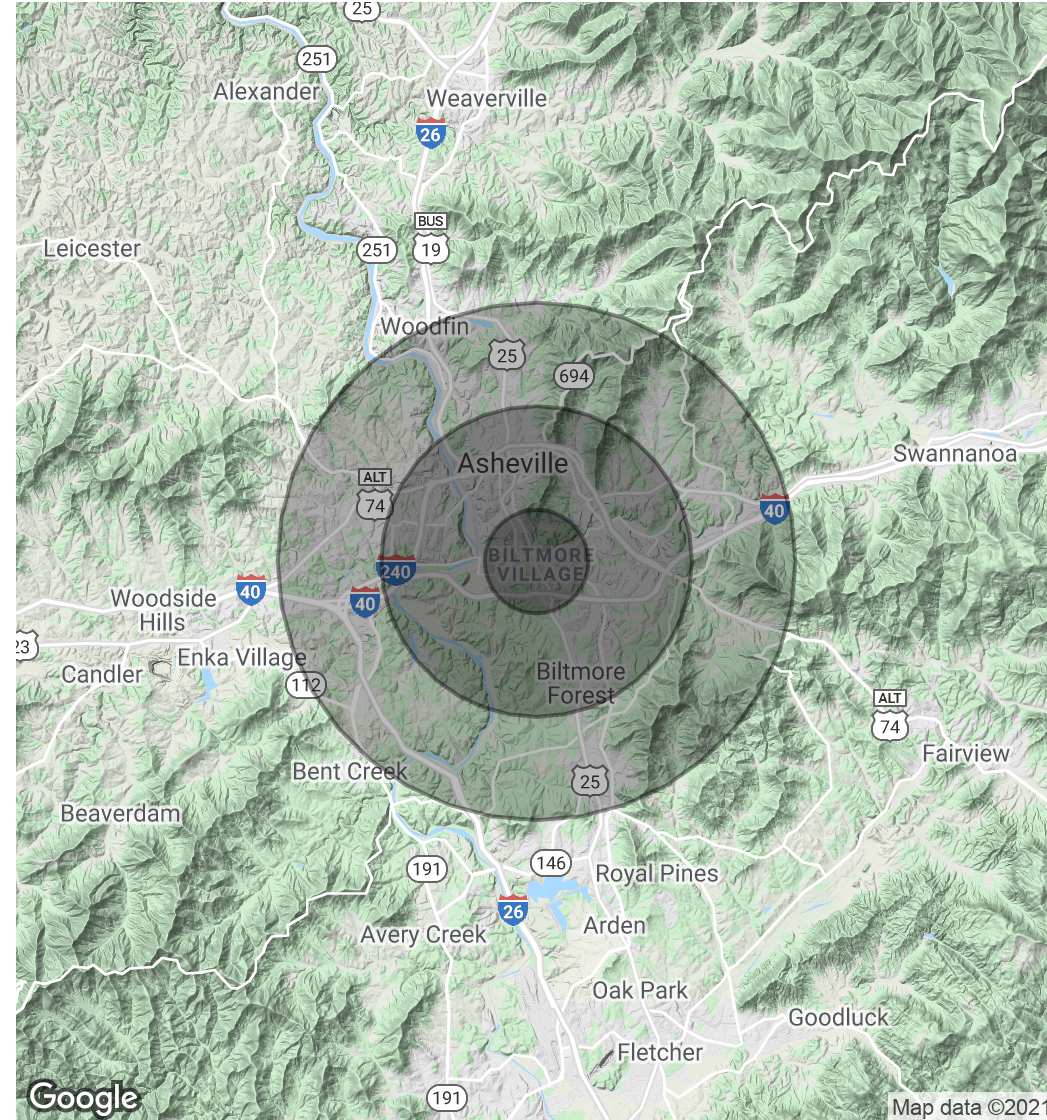 25
251
Alexander
Weaverville
26
BUS
19
251
Leicester
Woodfin
25
694
Asheville
Swannanoa
ALT
74
40
BILTMORE
VILLAGE
240
40
40
Woodside
Hills
23
Candler
Enka Village
112
Biltmore
Forest
ALT
74
Fairview
Bent Creek
25
Beaverdam
191
146
Royal Pines
26
Arden
Avery Creek
Oak Park
Goodluck
Fletcher
191
Google
Map data ©2021